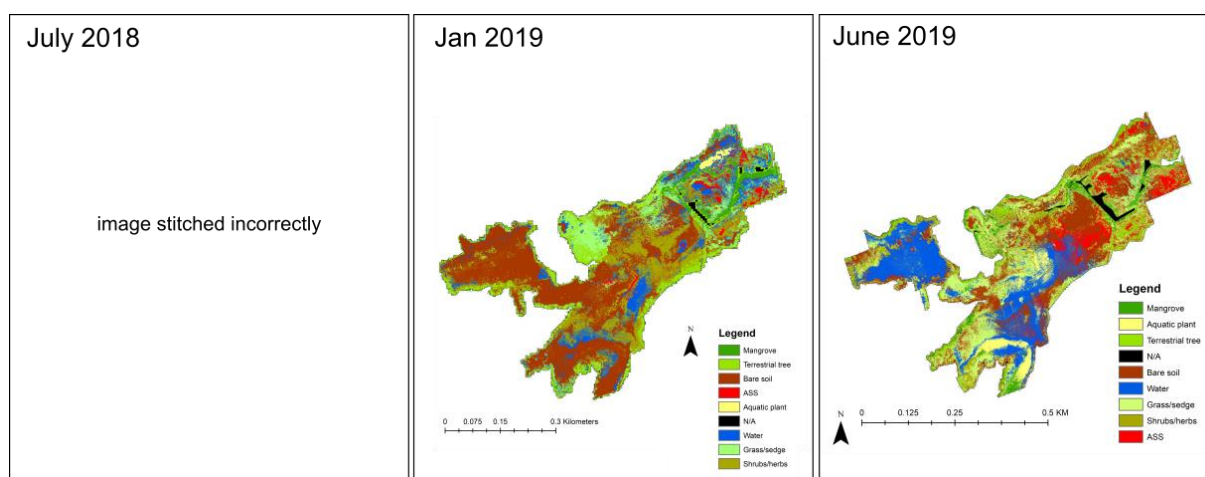 July 2018
image stitched incorrectly
Jan 2019
N
Legend
Mangrove
Terrestrial tree
Bare soil
ASS
Aquatic plant
N/A
Water
Grass/sedge
Shrubs/herbs
0 0.075 0.15 0.3 Kilometers
June 2019
Legend
Mangrove
Aquatic plant
Terrestrial tree
N/A
Bare soil
Water
Grass/sedge
Shrubs/herbs
ASS
N
0 0.125 0.25 0.5 KM